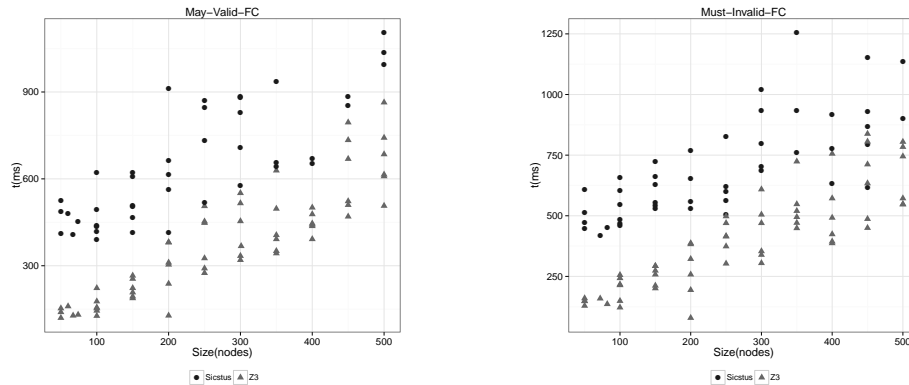 May-Valid-FC
900
600
300
t(ms)
100 200 300 400 500
Size(nodes)
Sicstus Z3
Must-Invalid-FC
1250
1000
750
500
250
t(ms)
100 200 300 400 500
Size(nodes)
Sicstus Z3